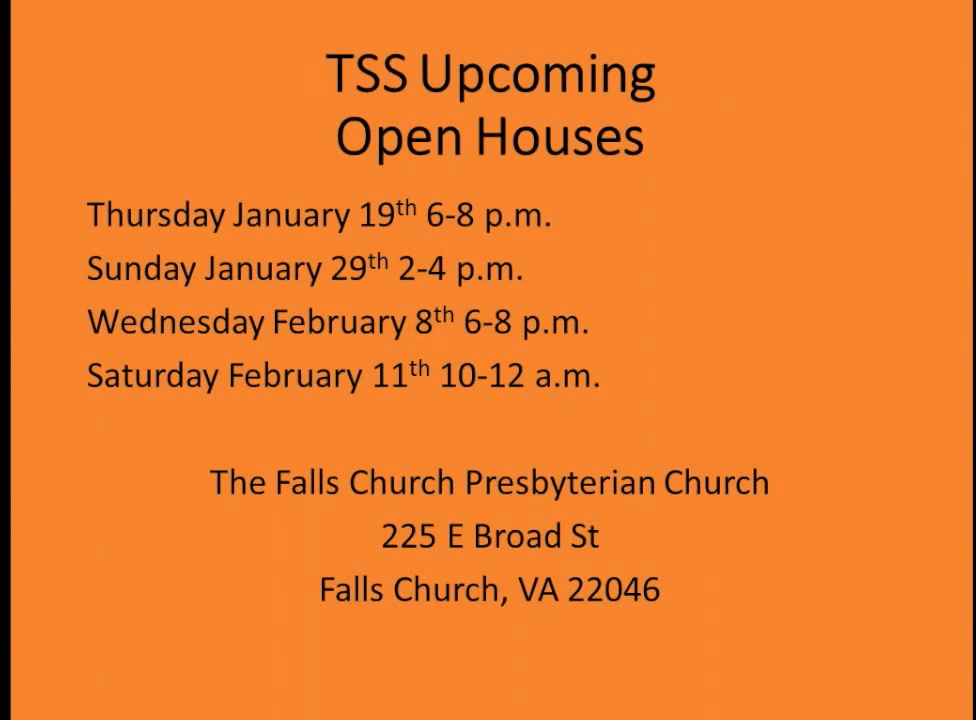 TSS Upcoming
Open Houses
Thursday January 19th 6-8 p.m.
Sunday January 29th 2-4 p.m.
Wednesday February 8th 6-8 p.m.
Saturday February 11th 10-12 a.m.
The Falls Church Presbyterian Church
225 E Broad St
Falls Church, VA 22046